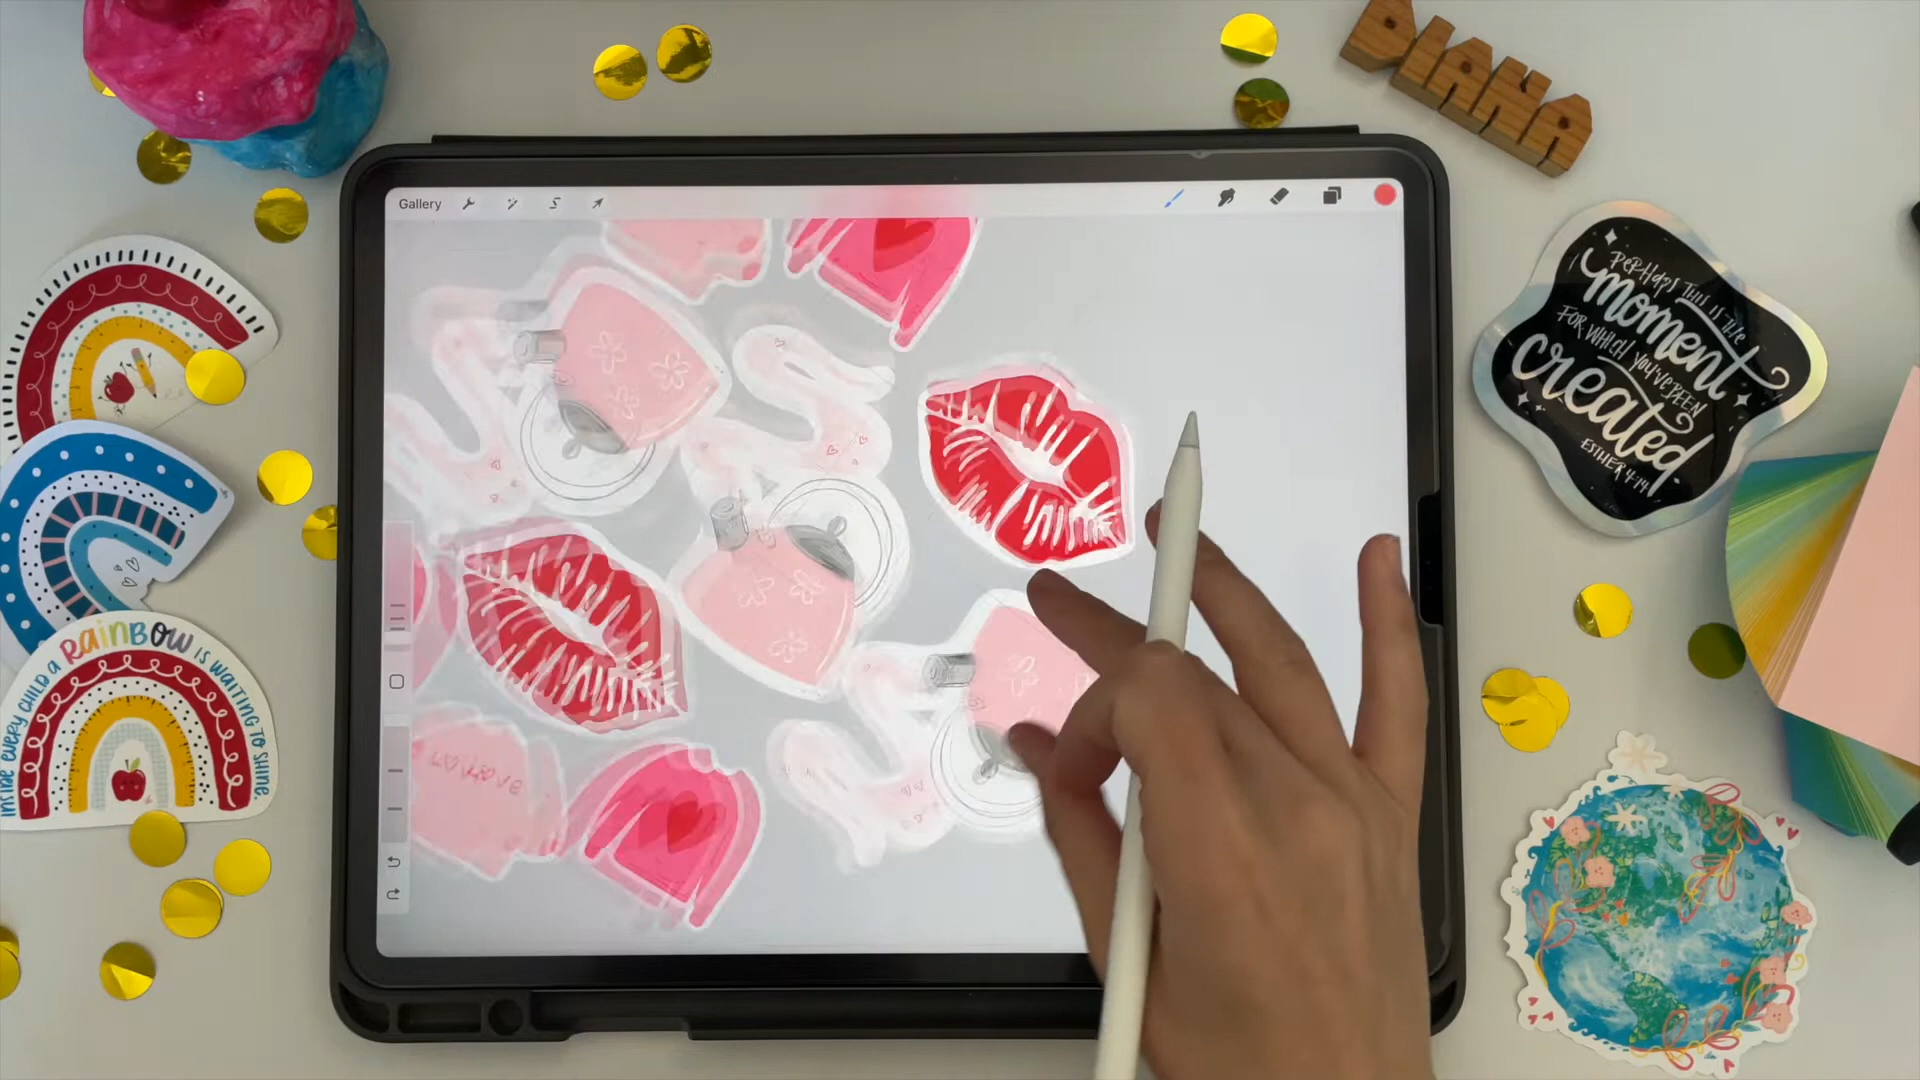 DIANA
Gallery
PERHAPS THIS IS THE
moment
FOR WHICH YOU'VE BEEN
created
ESTHER 4:14
INSIDE EVERY CHILD A RAINBOW IS WAITING TO SHINE